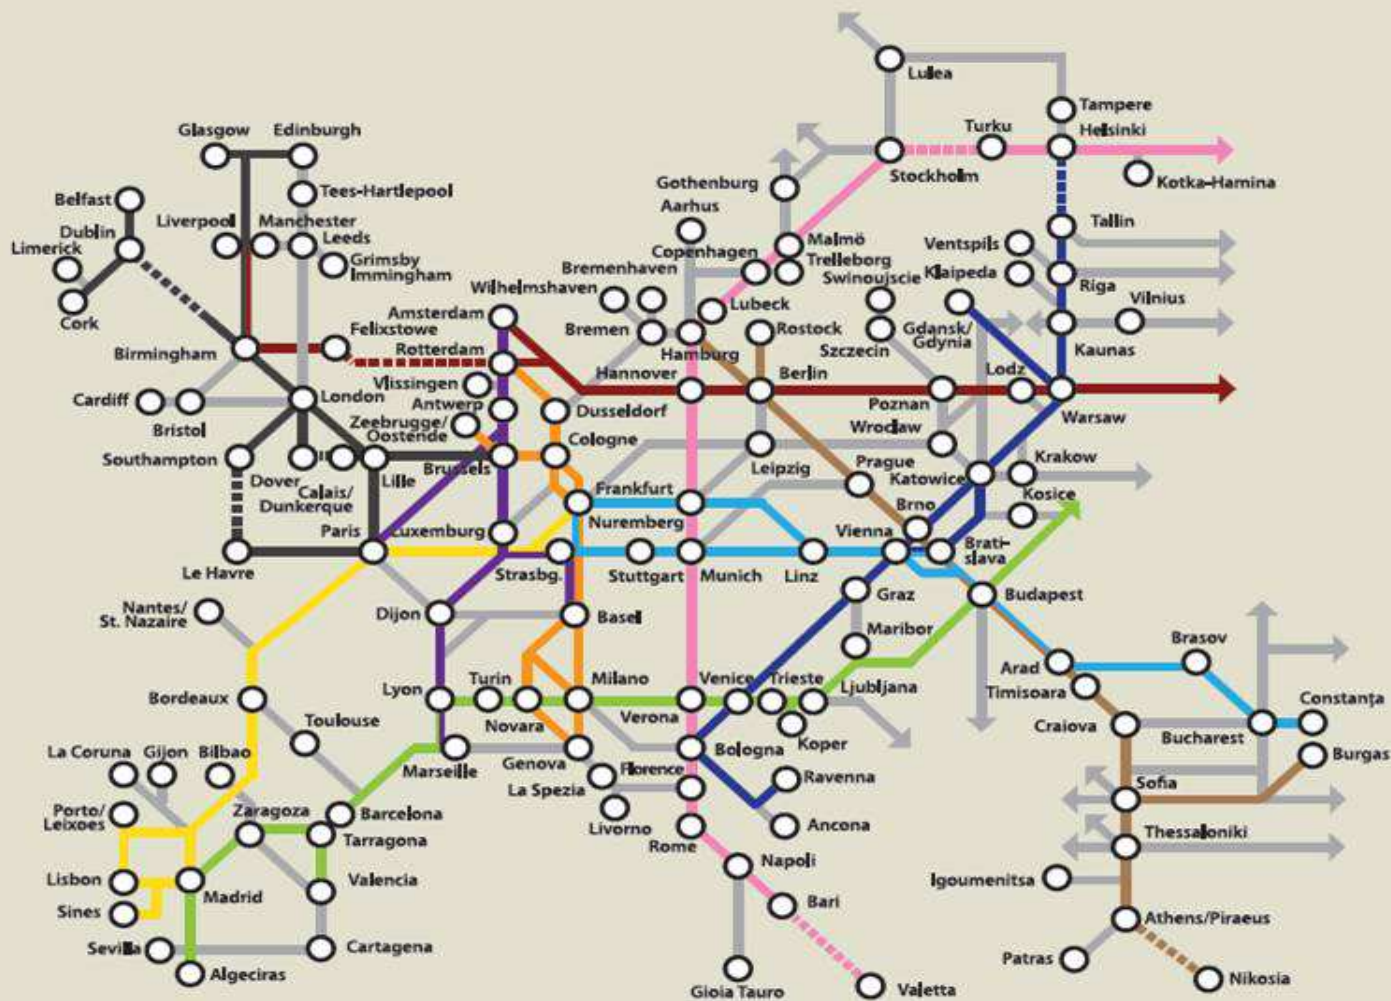 Lulea
Tampere
Glasgow
Edinburgh
Turku
Helsinki
Stockholm
Kotka-Hamina
Tees-Hartlepool
Gothenburg
Belfast
Aarhus
Liverpool
Manchester
Tallin
Dublin
Leeds
Malmö
Ventspils
Limerick
Copenhagen
Grimsby
Immingham
Bremenhaven
Trelleborg
Klaipeda
Swinoujscie
Riga
Wilhelmshaven
Vilnius
Cork
Amsterdam
Lubeck
Felixstowe
Bremen
Rostock
Gdansk/
Gdynia
Birmingham
Rotterdam
Hamburg
Szczecin
Kaunas
Hannover
Berlin
Lodz
Vlissingen
Cardiff
London
Antwerp
Dusseldorf
Poznan
Warsaw
Bristol
Zeebrugge/
Oostende
Wroclaw
Cologne
Southampton
Dover
Calais/
Dunkerque
Lille
Brussels
Leipzig
Prague
Katowice
Krakow
Frankfurt
Kosice
Brno
Paris
Luxemburg
Nuremberg
Vienna
Brati-
slava
Le Havre
Strasbg.
Stuttgart
Munich
Linz
Graz
Budapest
Nantes/
St. Nazaire
Dijon
Basel
Maribor
Brasov
Arad
Lyon
Turin
Milano
Venice
Trieste
Ljubljana
Timisoara
Constanța
Bordeaux
Novara
Verona
Craiova
Bucharest
Toulouse
Koper
Bologna
La Coruna
Gijon
Bilbao
Marseille
Genova
Florence
Ravenna
Burgas
La Spezia
Sofia
Porto/
Leixoes
Zaragoza
Barcelona
Livorno
Ancona
Tarragona
Rome
Thessaloniki
Napoli
Lisbon
Madrid
Valencia
Igoumenitsa
Sines
Bari
Athens/Piraeus
Sevilla
Cartagena
Patras
Algeciras
Gioia Tauro
Valetta
Nikosia